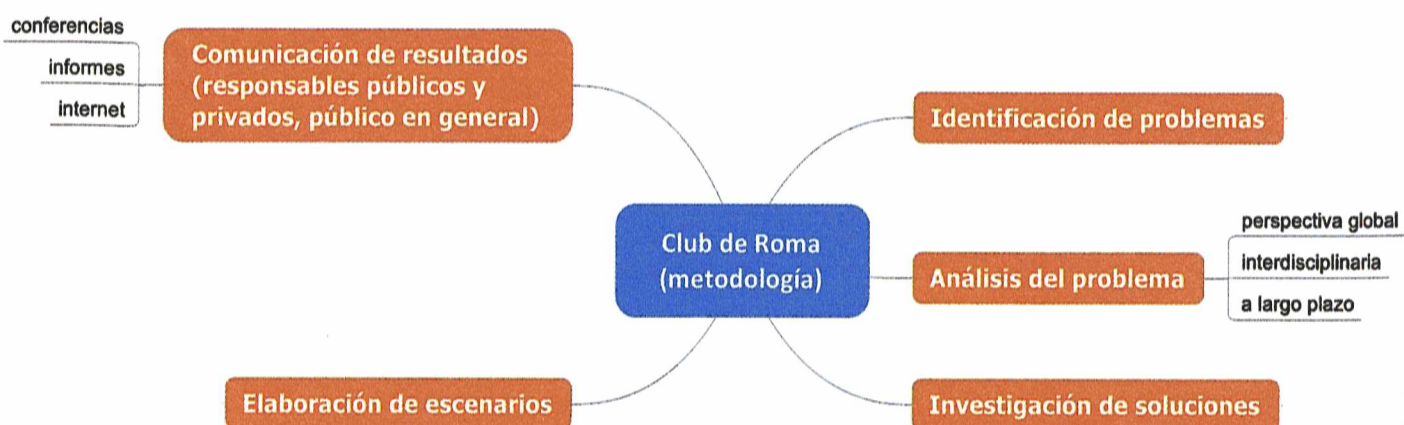 conferencias
informes
internet
Comunicación de resultados
(responsables públicos y
privados, público en general)
Identificación de problemas
Club de Roma
(metodología)
Análisis del problema
perspectiva global
interdisciplinaria
a largo plazo
Elaboración de escenarios
Investigación de soluciones